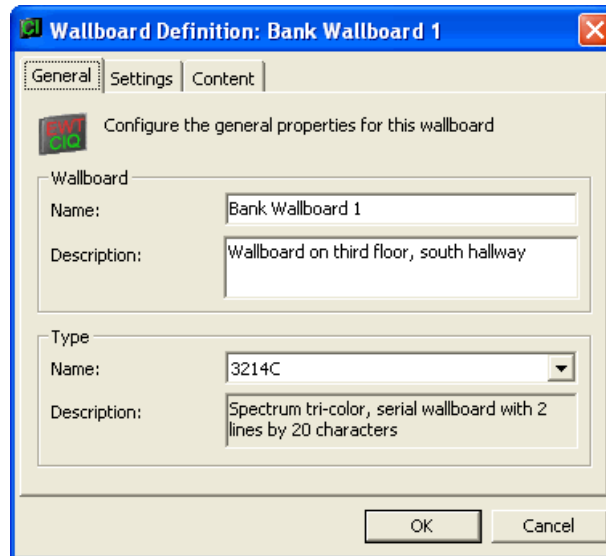 Wallboard Definition: Bank Wallboard 1
General Settings Content
EWT
CIQ
Configure the general properties for this wallboard
Wallboard
Name: Bank Wallboard 1
Description: Wallboard on third floor, south hallway
Type
Name: 3214C
Description: Spectrum tri-color, serial wallboard with 2
lines by 20 characters
OK Cancel